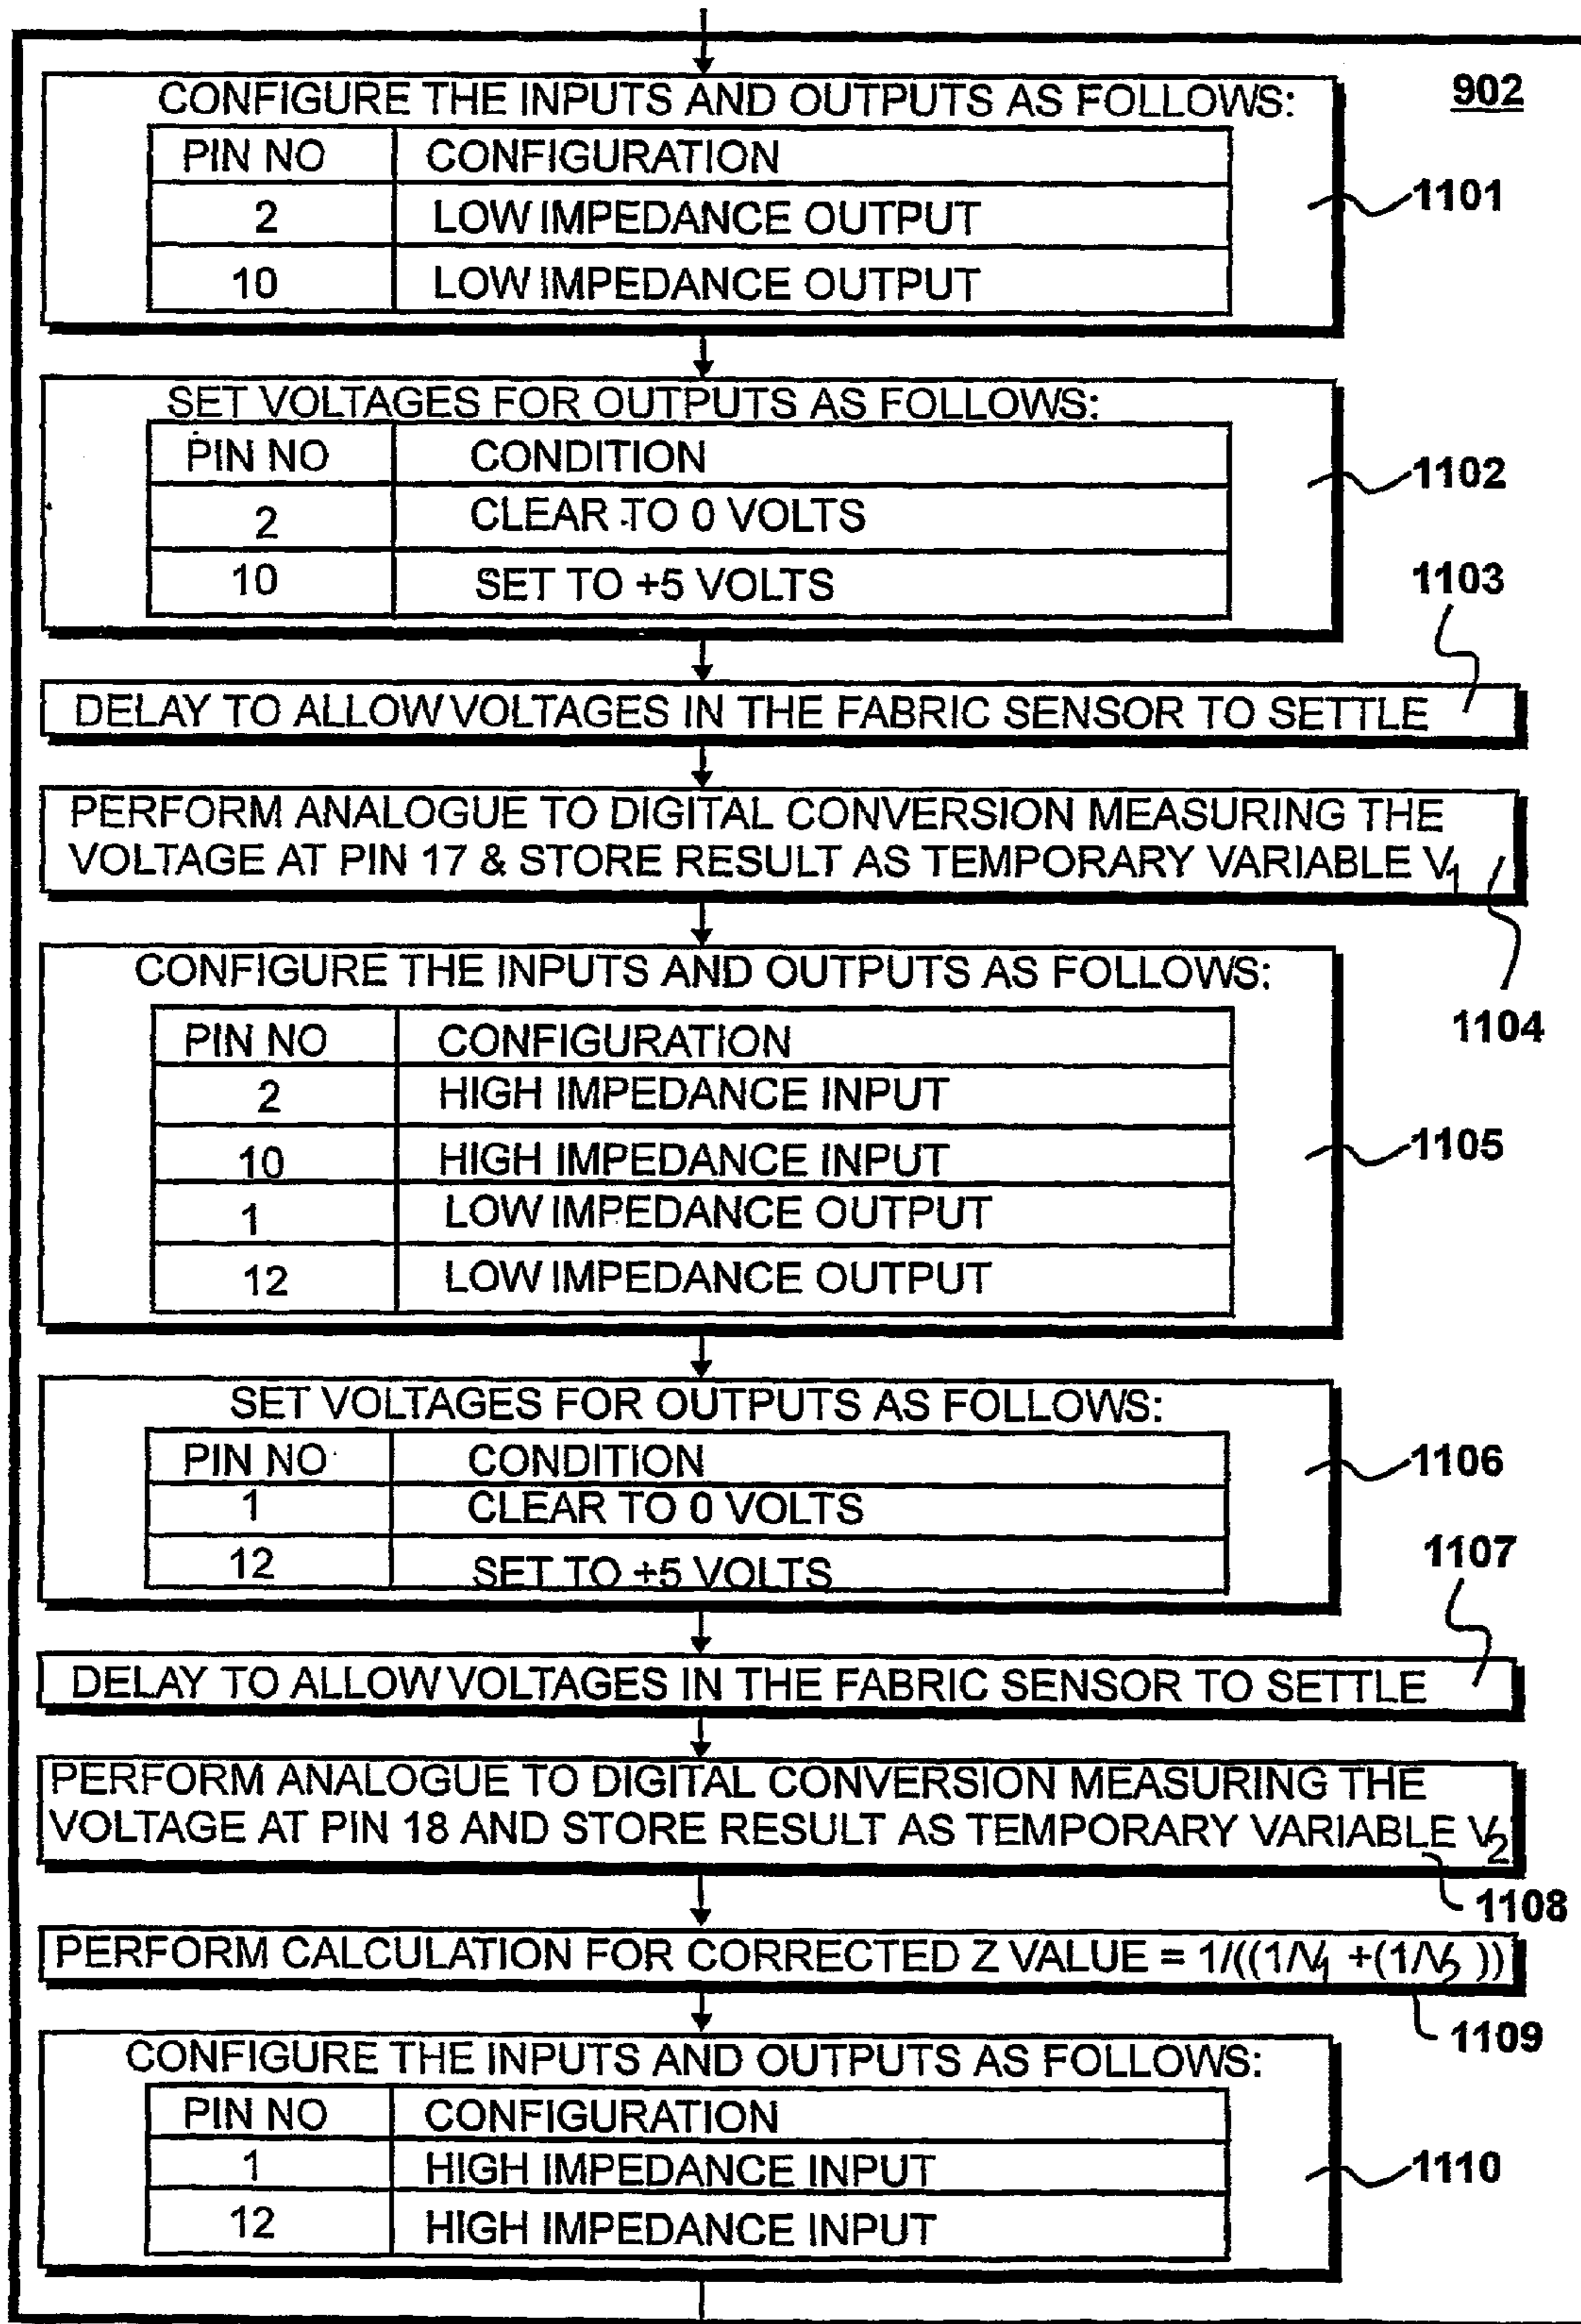 902
CONFIGURE THE INPUTS AND OUTPUTS AS FOLLOWS:
PIN NO CONFIGURATION
2 LOW IMPEDANCE OUTPUT
10 LOW IMPEDANCE OUTPUT
1101
SET VOLTAGES FOR OUTPUTS AS FOLLOWS:
PIN NO CONDITION
2 CLEAR TO 0 VOLTS
10 SET TO +5 VOLTS
1102
1103
DELAY TO ALLOW VOLTAGES IN THE FABRIC SENSOR TO SETTLE
PERFORM ANALOGUE TO DIGITAL CONVERSION MEASURING THE
VOLTAGE AT PIN 17 & STORE RESULT AS TEMPORARY VARIABLE V1
1104
CONFIGURE THE INPUTS AND OUTPUTS AS FOLLOWS:
PIN NO CONFIGURATION
2 HIGH IMPEDANCE INPUT
10 HIGH IMPEDANCE INPUT
1 LOW IMPEDANCE OUTPUT
12 LOW IMPEDANCE OUTPUT
1105
SET VOLTAGES FOR OUTPUTS AS FOLLOWS:
PIN NO CONDITION
1 CLEAR TO 0 VOLTS
12 SET TO +5 VOLTS
1106
1107
DELAY TO ALLOW VOLTAGES IN THE FABRIC SENSOR TO SETTLE
PERFORM ANALOGUE TO DIGITAL CONVERSION MEASURING THE
VOLTAGE AT PIN 18 AND STORE RESULT AS TEMPORARY VARIABLE V2
1108
PERFORM CALCULATION FOR CORRECTED Z VALUE = 1/((1/V1 +(1/V2 ))
1109
CONFIGURE THE INPUTS AND OUTPUTS AS FOLLOWS:
PIN NO CONFIGURATION
1 HIGH IMPEDANCE INPUT
12 HIGH IMPEDANCE INPUT
1110